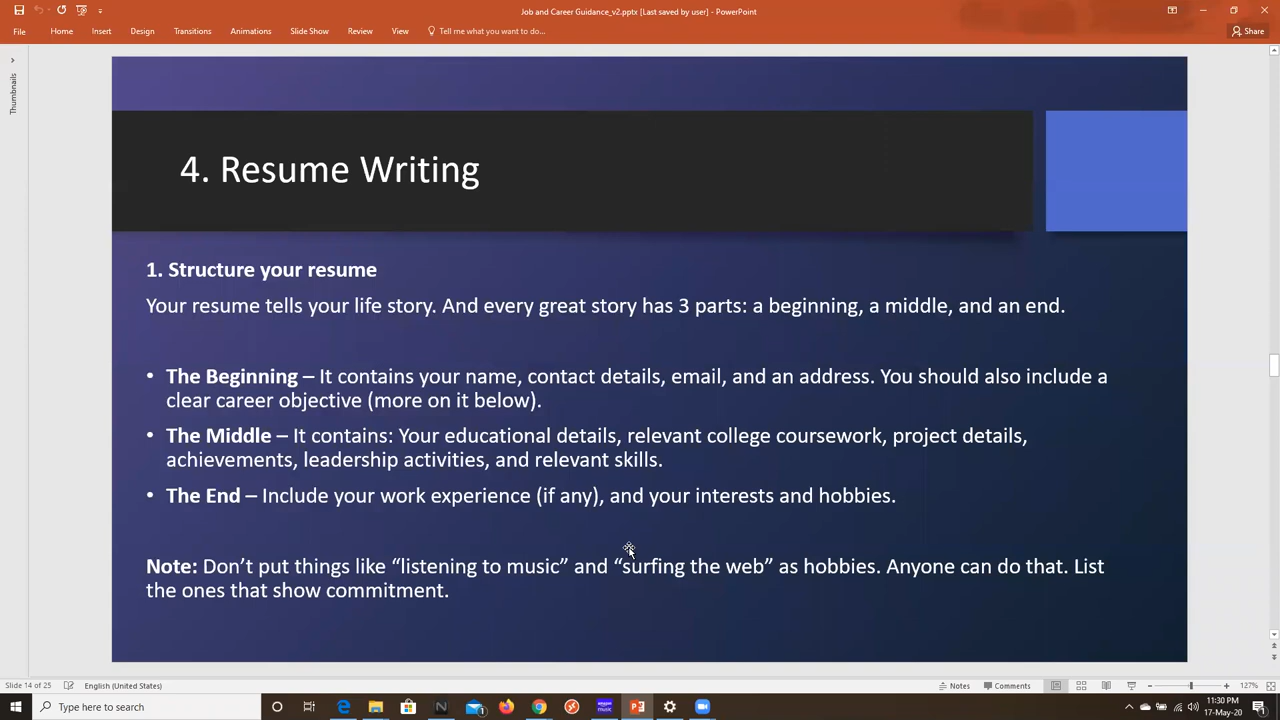 Job and Career Guidance_v2.pptx [Last saved by user] - PowerPoint
File Home Insert Design Transitions Animations Slide Show Review View Tell me what you want to do... Share
Thumbnails
4. Resume Writing
1. Structure your resume
Your resume tells your life story. And every great story has 3 parts: a beginning, a middle, and an end.
• The Beginning – It contains your name, contact details, email, and an address. You should also include a
clear career objective (more on it below).
• The Middle – It contains: Your educational details, relevant college coursework, project details,
achievements, leadership activities, and relevant skills.
• The End – Include your work experience (if any), and your interests and hobbies.
Note: Don’t put things like “listening to music” and “surfing the web” as hobbies. Anyone can do that. List
the ones that show commitment.
Slide 14 of 25 English (United States) Notes Comments 127%
Type here to search
amazon
music
11:30 PM
17-May-20